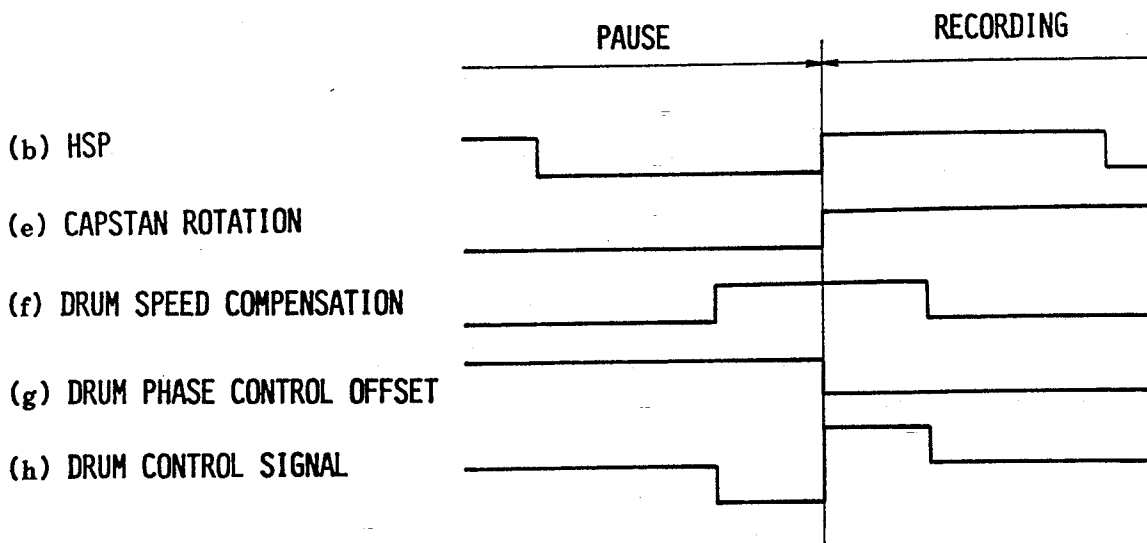 PAUSE RECORDING
(b) HSP
(e) CAPSTAN ROTATION
(f) DRUM SPEED COMPENSATION
(g) DRUM PHASE CONTROL OFFSET
(h) DRUM CONTROL SIGNAL